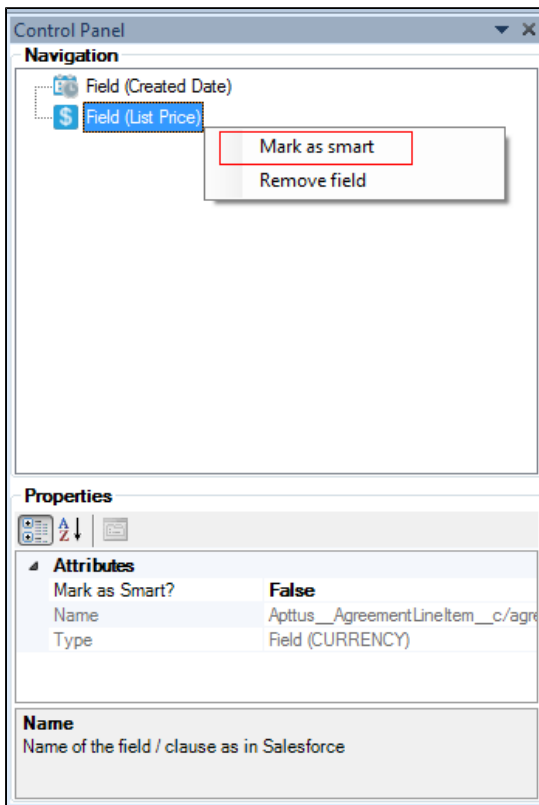 Control Panel
Navigation
Field (Created Date)
$ Field (List Price)
Mark as smart
Remove field
Properties
A Z
Attributes
Mark as Smart? False
Name Apttus__AgreementLineItem__c/agre
Type Field (CURRENCY)
Name
Name of the field / clause as in Salesforce